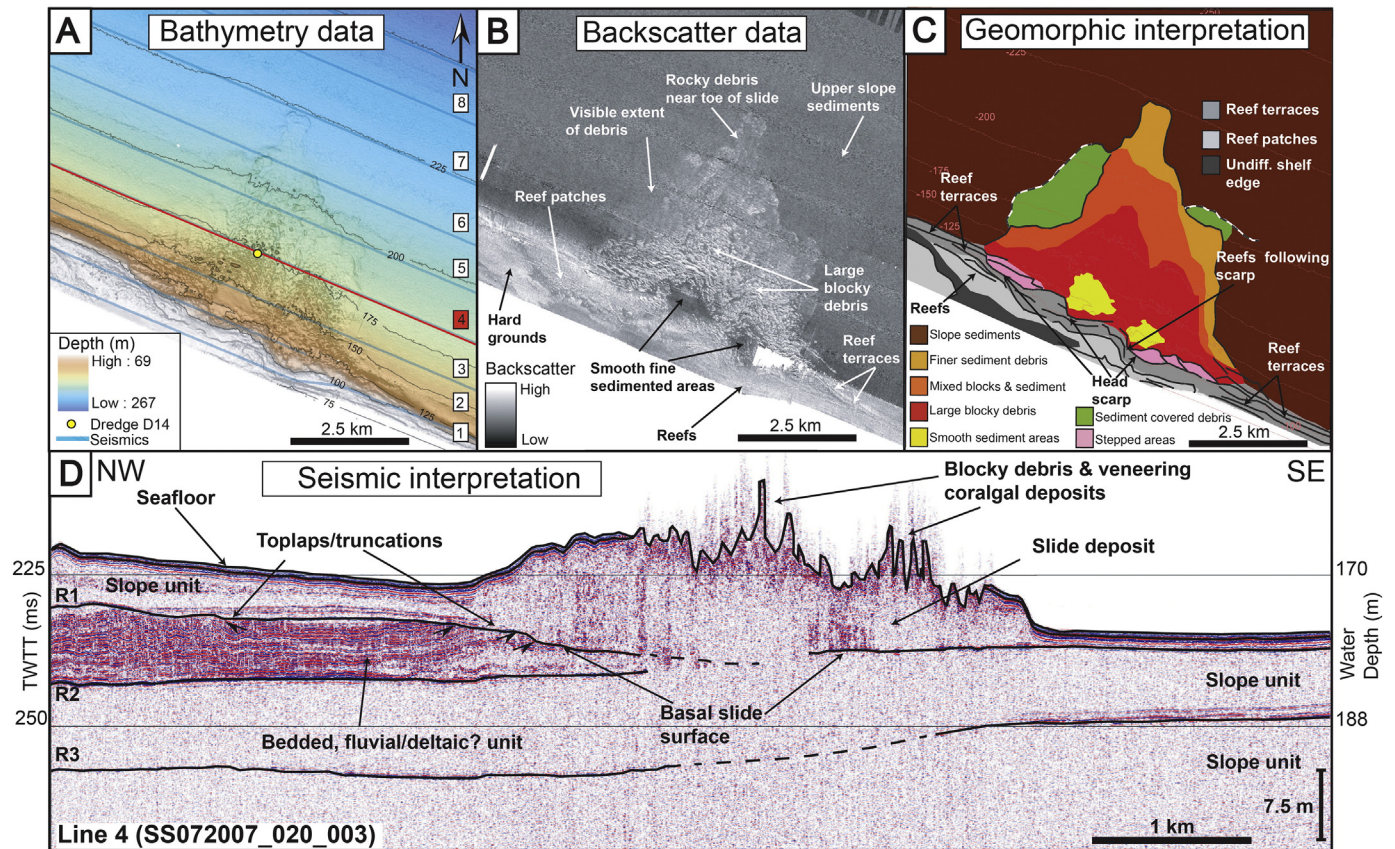 A
Bathymetry data
N
8
7
6
5
4
3
2
1
225
200
175
150
100
75
125
Depth (m)
High : 69
Low : 267
Dredge D14
Seismics
2.5 km
B
Backscatter data
Rocky debris
near toe of slide
Upper slope
sediments
Visible extent
of debris
Reef patches
Large
blocky
debris
Hard
grounds
Smooth fine
sedimented areas
Reef
terraces
Reefs
Backscatter
High
Low
2.5 km
C
Geomorphic interpretation
-250
-225
-200
-175
-150
-125
Reef terraces
Reef patches
Undiff. shelf
edge
Reef
terraces
Reefs following
scarp
Reefs
Reef
terraces
Head
scarp
Slope sediments
Finer sediment debris
Mixed blocks & sediment
Large blocky debris
Smooth sediment areas
Sediment covered debris
Stepped areas
2.5 km
D
NW
Seismic interpretation
SE
Seafloor
Blocky debris & veneering
coralgal deposits
Toplaps/truncations
Slide deposit
225
170
Slope unit
R1
TWTT (ms)
Water
Depth (m)
R2
Slope unit
250
188
Basal slide
surface
Bedded, fluvial/deltaic? unit
R3
Slope unit
7.5 m
Line 4 (SS072007_020_003)
1 km